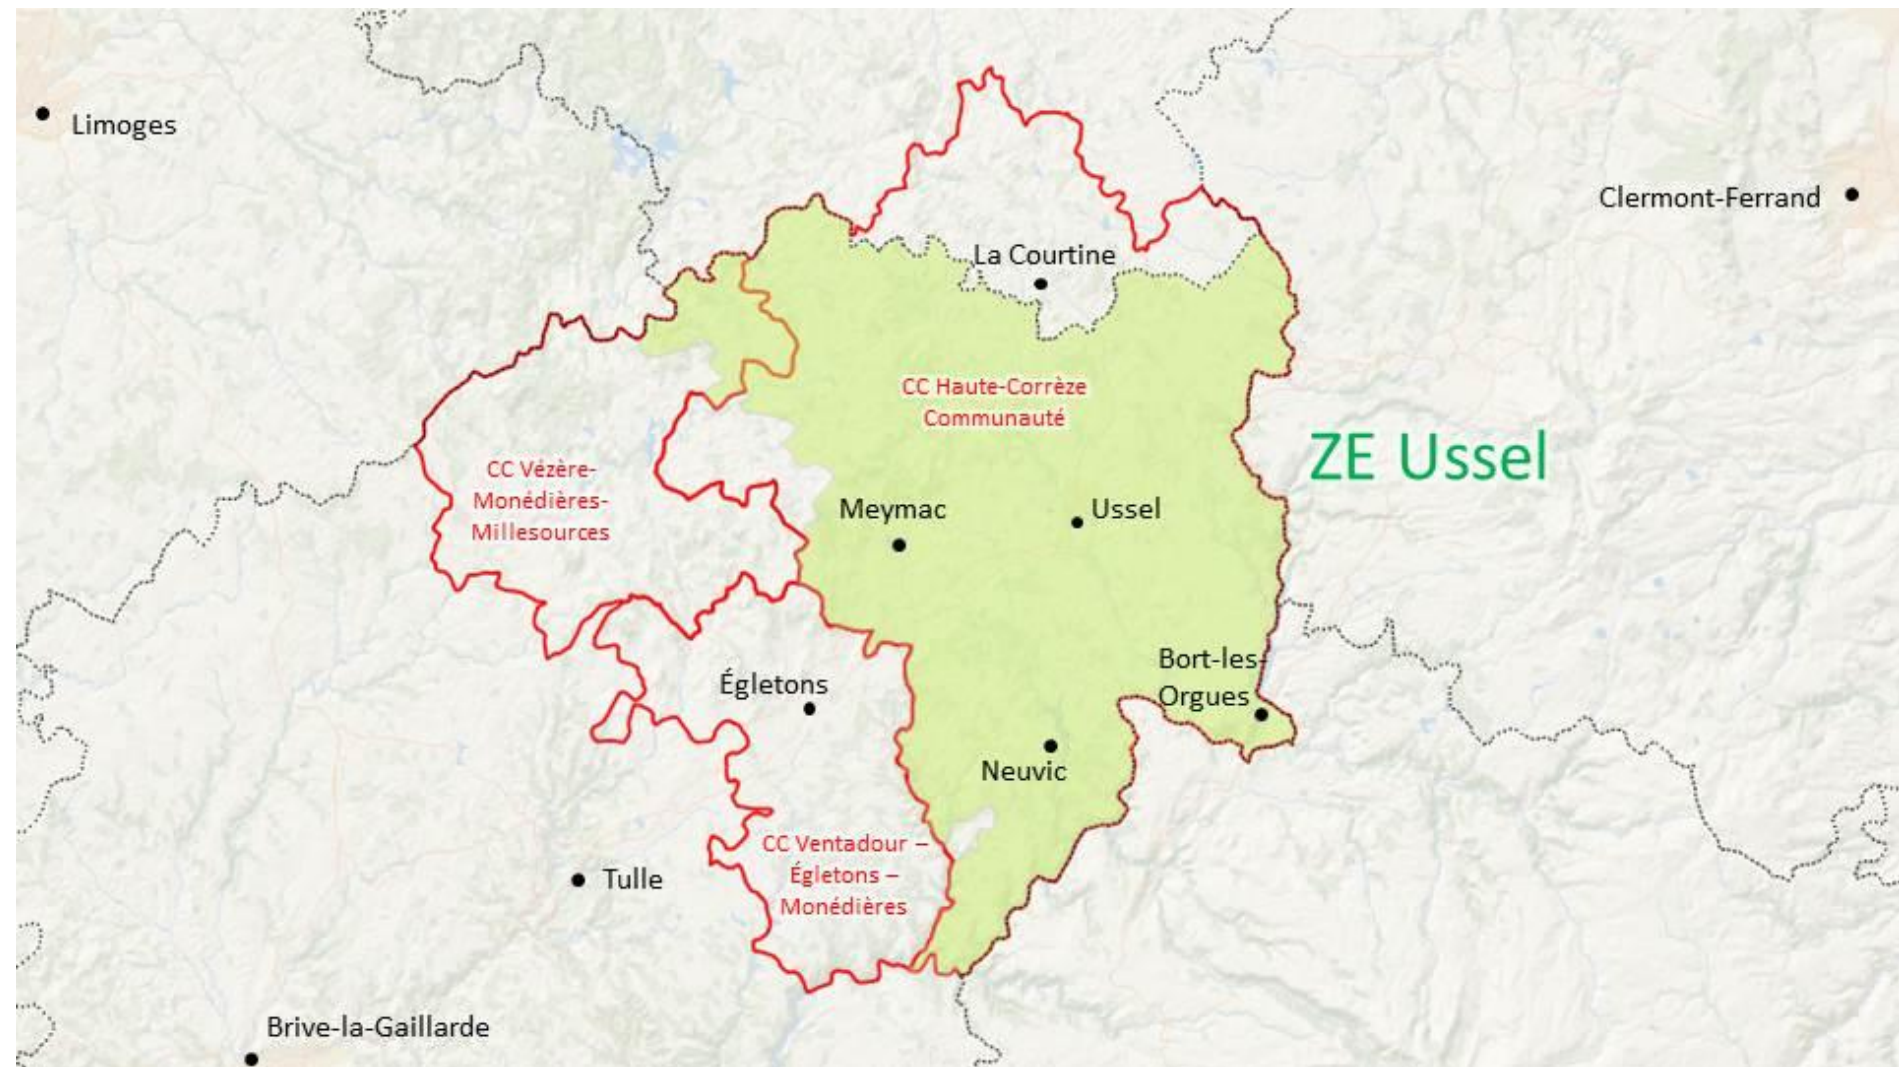 Limoges
Clermont-Ferrand
La Courtine
CC Haute-Corrèze
Communauté
ZE Ussel
CC Vézère-
Monédières-
Millesources
Meymac
Ussel
Bort-les-
Orgues
Égletons
Neuvic
CC Ventadour –
Égletons –
Monédières
Tulle
Brive-la-Gaillarde